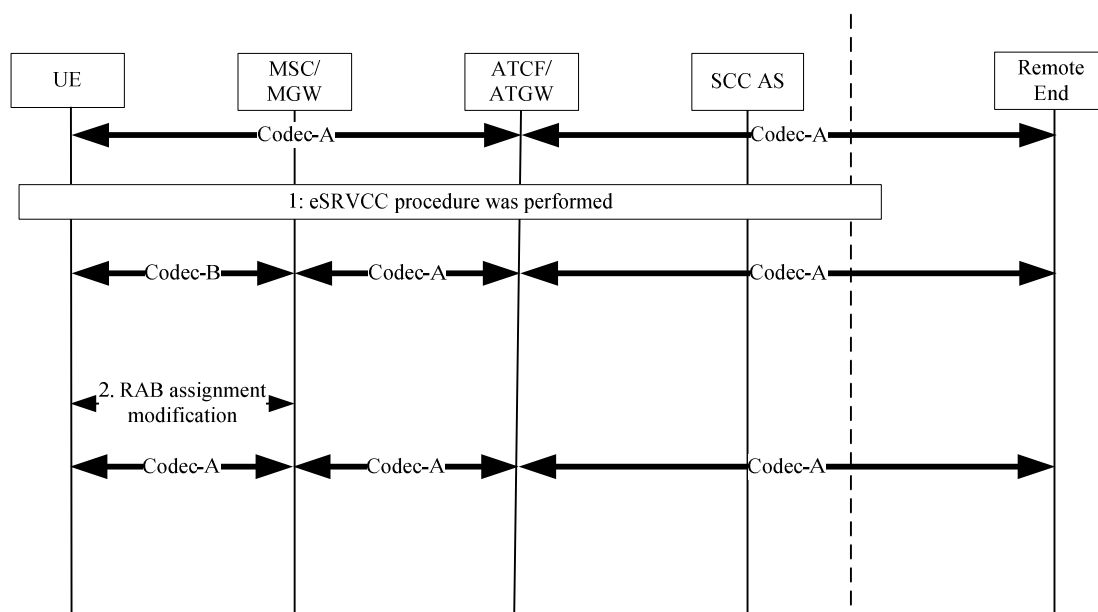 UE
MSC/
MGW
ATCF/
ATGW
SCC AS
Remote
End
Codec-A
Codec-A
1: eSRVCC procedure was performed
Codec-B
Codec-A
Codec-A
2. RAB assignment
modification
Codec-A
Codec-A
Codec-A